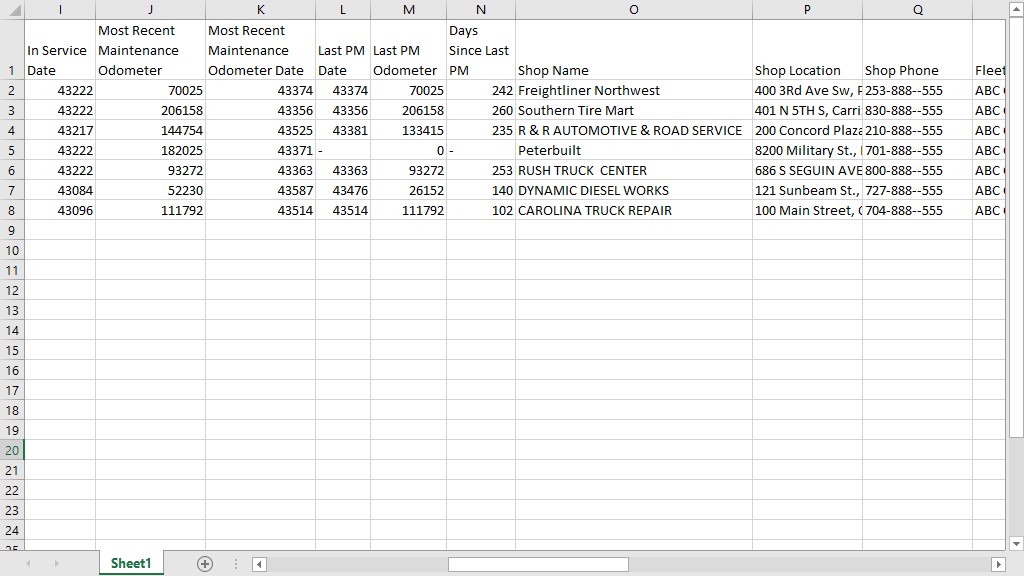 I J K L M N O P Q
1 In Service Date Most Recent Maintenance Odometer Most Recent Maintenance Odometer Date Last PM Date Last PM Odometer Days Since Last PM Shop Name Shop Location Shop Phone Fleet
2 43222 70025 43374 43374 70025 242 Freightliner Northwest 400 3Rd Ave Sw, F 253-888--555 ABC
3 43222 206158 43356 43356 206158 260 Southern Tire Mart 401 N 5TH S, Carri 830-888--555 ABC
4 43217 144754 43525 43381 133415 235 R & R AUTOMOTIVE & ROAD SERVICE 200 Concord Plaza 210-888--555 ABC
5 43222 182025 43371 - 0 - Peterbuilt 8200 Military St., 701-888--555 ABC
6 43222 93272 43363 43363 93272 253 RUSH TRUCK CENTER 686 S SEGUIN AVE 800-888--555 ABC
7 43084 52230 43587 43476 26152 140 DYNAMIC DIESEL WORKS 121 Sunbeam St., 727-888--555 ABC
8 43096 111792 43514 43514 111792 102 CAROLINA TRUCK REPAIR 100 Main Street, 704-888--555 ABC
9
10
11
12
13
14
15
16
17
18
19
20
21
22
23
24
25
Sheet1